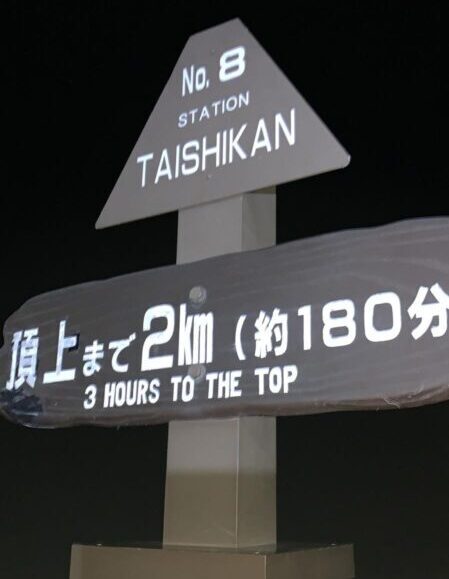 No. 8
STATION
TAISHIKAN
頂上まで2km（約180分
3 HOURS TO THE TOP